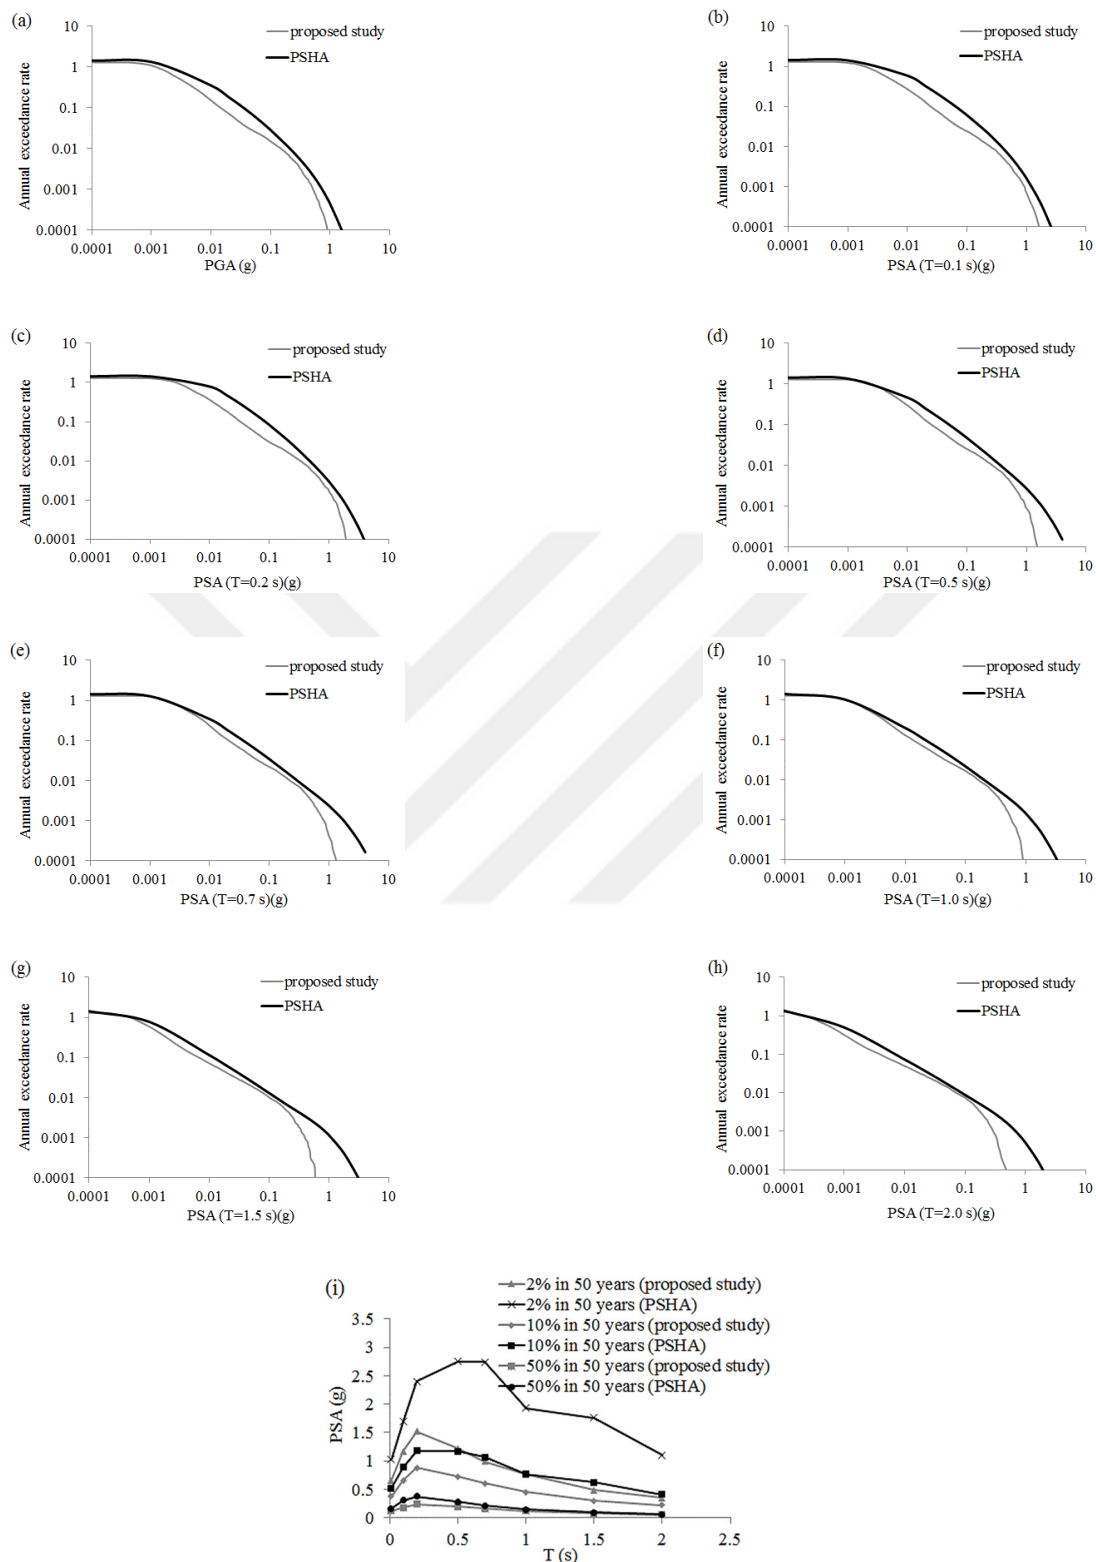 (a)
proposed study
PSHA
Annual exceedance rate
10
1
0.1
0.01
0.001
0.0001
0.0001 0.001 0.01 0.1 1 10
PGA (g)
(b)
proposed study
PSHA
Annual exceedance rate
10
1
0.1
0.01
0.001
0.0001
0.0001 0.001 0.01 0.1 1 10
PSA (T=0.1 s)(g)
(c)
proposed study
PSHA
Annual exceedance rate
10
1
0.1
0.01
0.001
0.0001
0.0001 0.001 0.01 0.1 1 10
PSA (T=0.2 s)(g)
(d)
proposed study
PSHA
Annual exceedance rate
10
1
0.1
0.01
0.001
0.0001
0.0001 0.001 0.01 0.1 1 10
PSA (T=0.5 s)(g)
(e)
proposed study
PSHA
Annual exceedance rate
10
1
0.1
0.01
0.001
0.0001
0.0001 0.001 0.01 0.1 1 10
PSA (T=0.7 s)(g)
(f)
proposed study
PSHA
Annual exceedance rate
10
1
0.1
0.01
0.001
0.0001
0.0001 0.001 0.01 0.1 1 10
PSA (T=1.0 s)(g)
(g)
proposed study
PSHA
Annual exceedance rate
10
1
0.1
0.01
0.001
0.0001
0.0001 0.001 0.01 0.1 1 10
PSA (T=1.5 s)(g)
(h)
proposed study
PSHA
Annual exceedance rate
10
1
0.1
0.01
0.001
0.0001
0.0001 0.001 0.01 0.1 1 10
PSA (T=2.0 s)(g)
(i)
2% in 50 years (proposed study)
2% in 50 years (PSHA)
10% in 50 years (proposed study)
10% in 50 years (PSHA)
50% in 50 years (proposed study)
50% in 50 years (PSHA)
PSA (g)
3.5
3
2.5
2
1.5
1
0.5
0
0 0.5 1 1.5 2 2.5
T (s)